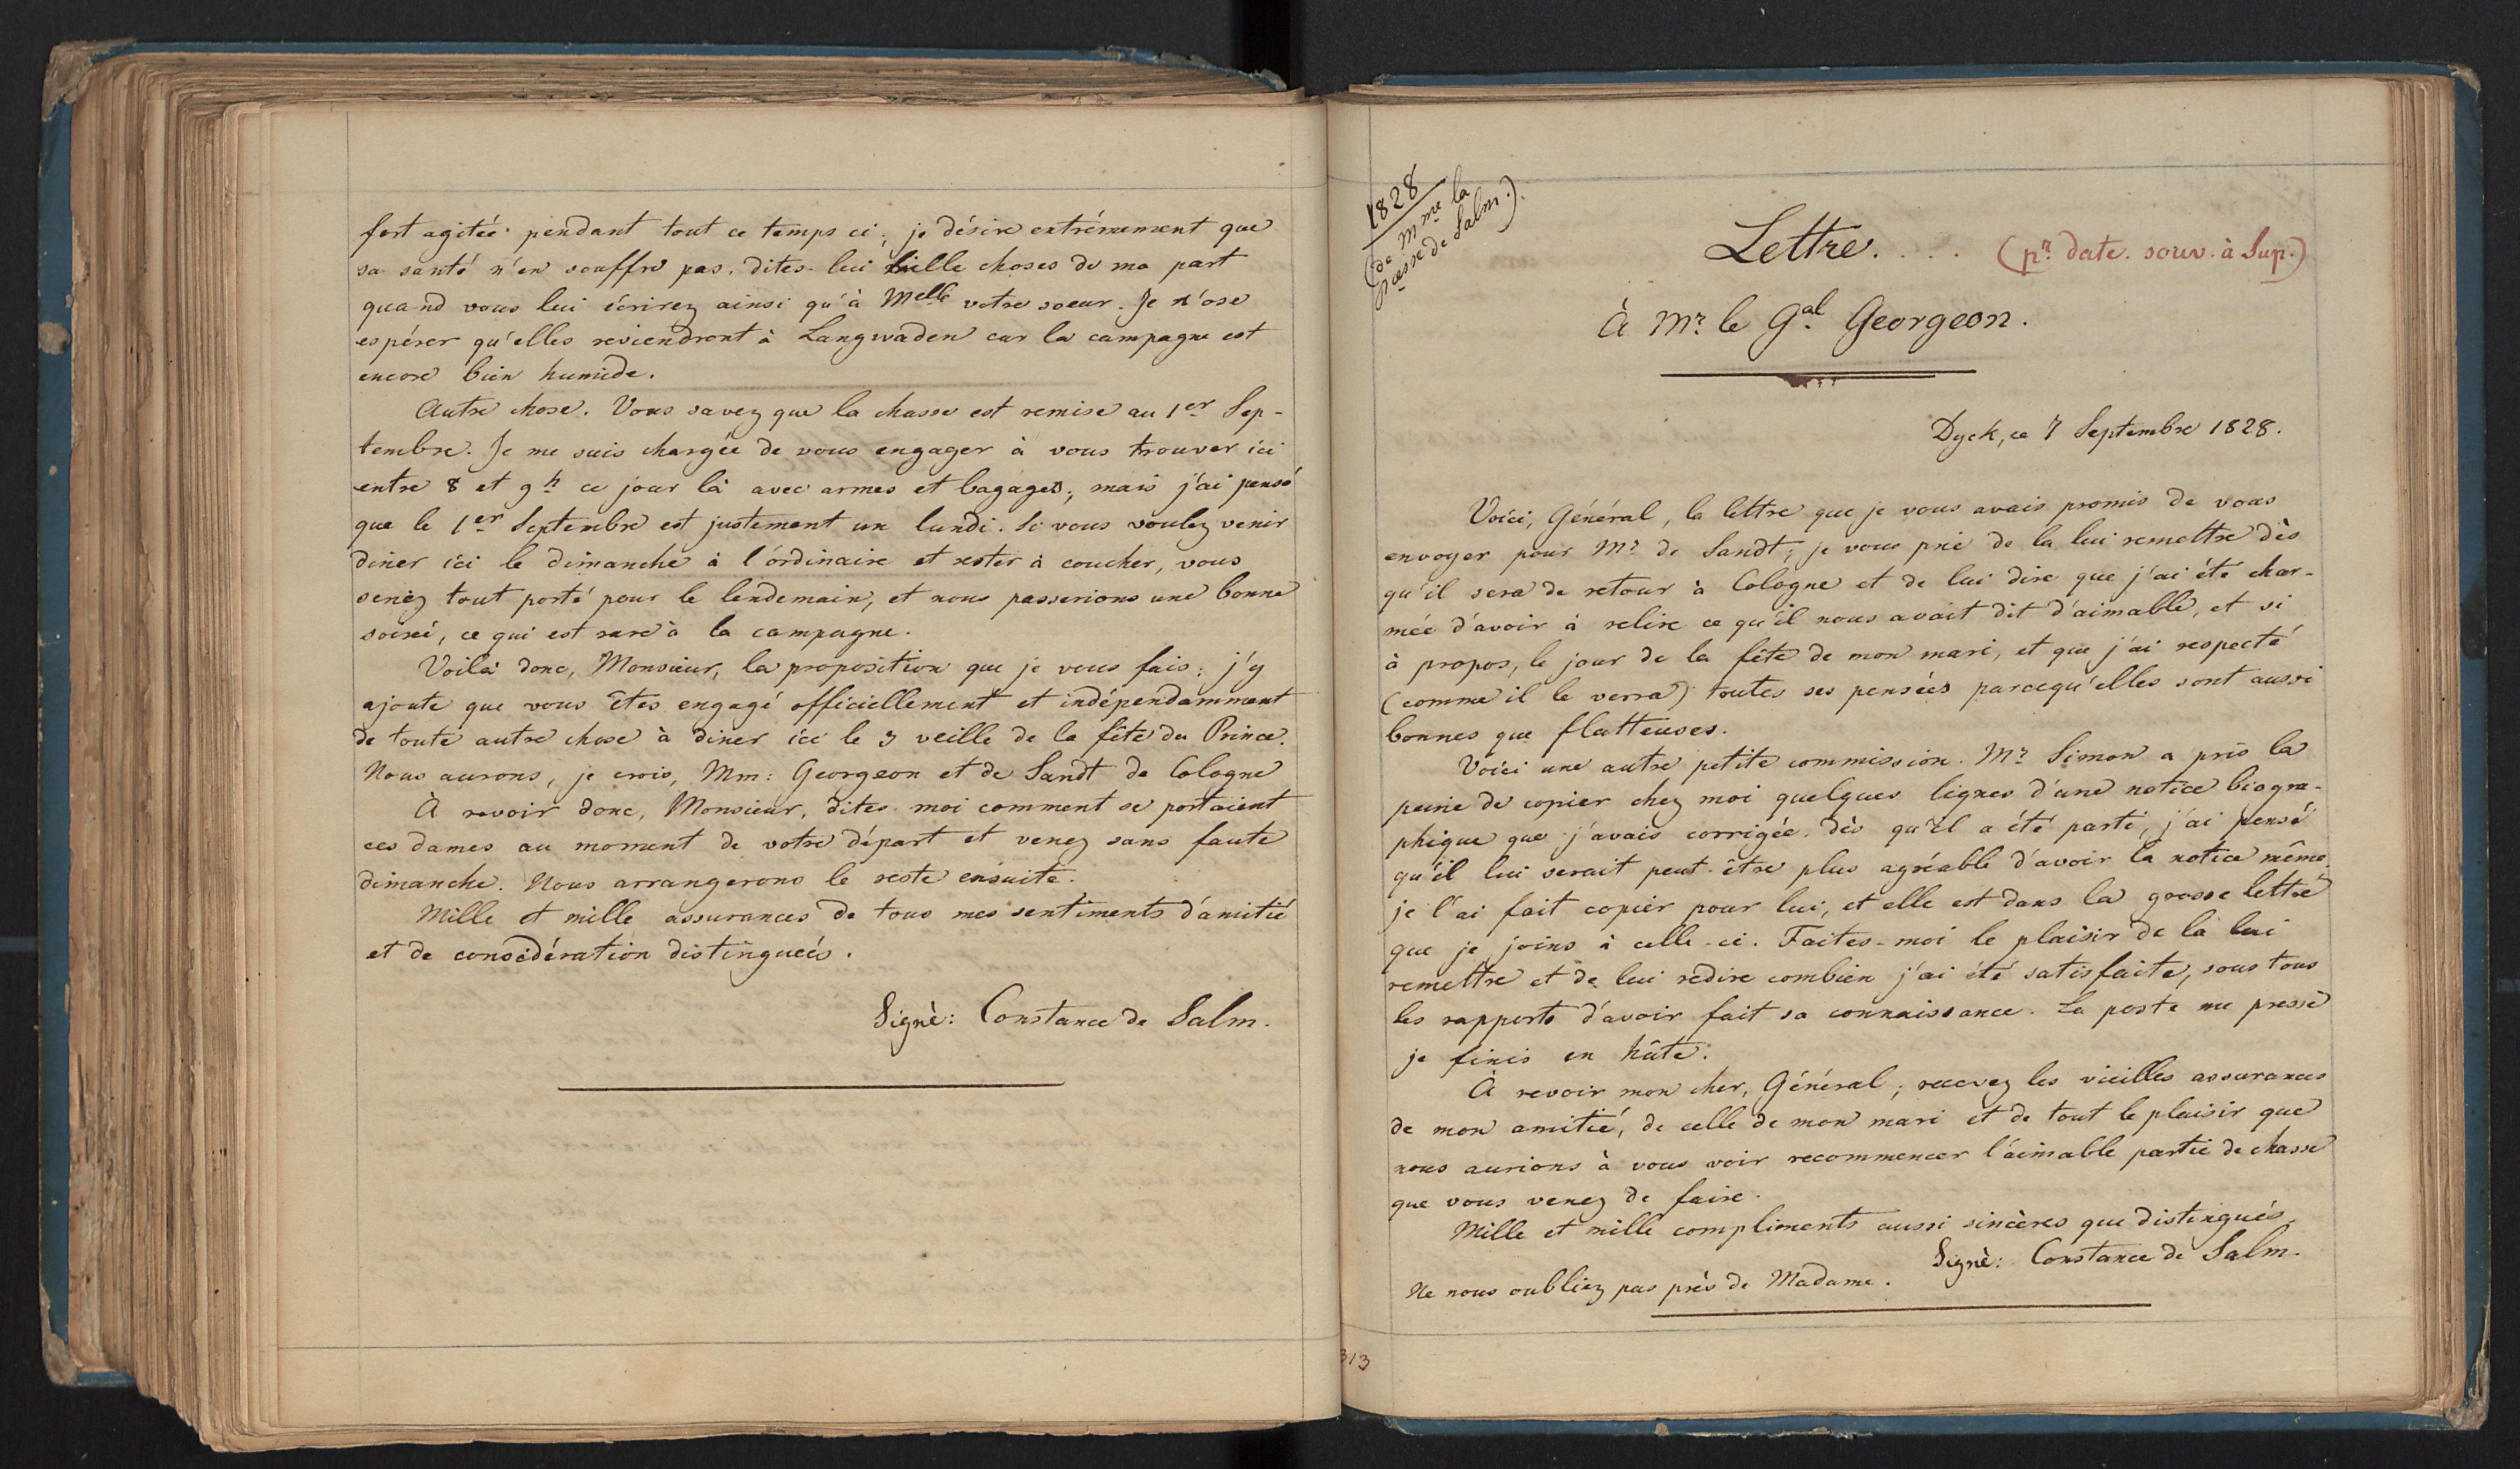 fort agitée pendant tout ce temps ci; je désire extrémement que
sa santé n'en souffre pas. dites-lui mille choses de ma part
quand vous lui écrirez ainsi qu'à Melle votre soeur. Je n'ose
espérer qu'elles reviendront à Langwaden car la campagne est
encore bien humide.
Autre chose. Vous savez que la chasse est remise au 1er Sep-
tembre. Je me suis chargée de vous engager à vous trouver ici
entre 8 et 9h ce jour là avec armes et bagages; mais j'ai pensé
que le 1er Septembre est justement un lundi. Si vous voulez venir
diner ici le dimanche à l'ordinaire et rester à coucher, vous
seriez tout porté pour le lendemain, et nous passerions une bonne
soirée, ce qui est rare à la campagne.
Voilà donc, Monsieur, la proposition que je vous fais; j'y
ajoute que vous êtes engagé officiellement et indépendamment
de toute autre chose à diner ici le 3 veille de la fête du Prince.
Nous aurons, je crois, Mm: Georgeon et de Sandt de Cologne
À revoir donc, Monsieur, dites-moi comment se portaient
ces dames au moment de votre départ et venez sans faute
dimanche. Nous arrangerons le reste ensuite.
Mille et mille assurances de tous mes sentiments d'amitié
et de considération distinguées.
Signè: Constance de Salm.
1828
(de Mme la
Pcesse de Salm.).
Lettre. . . . (pr. date. souv. à Sup.)
À Mr. le Gal. Georgeon.
Dyck, ce 7 Septembre 1828.
Voici, Général, la lettre que je vous avais promis de vous
envoyer pour Mr de Sandt; je vous prie de la lui remettre dès
qu'il sera de retour à Cologne et de lui dire que j'ai été char-
mée d'avoir à relire ce qu'il nous avait dit d'aimable, et si
à propos, le jour de la fête de mon mari, et que j'ai respecté
(comme il le verra) toutes ses pensées parcequ'elles sont aussi
bonnes que flatteuses.
Voici une autre petite commission. Mr Simon a pris la
peine de copier chez moi quelques lignes d'une notice biogra-
phique que j'avais corrigée. Dès qu'il a été parti, j'ai pensé
qu'il lui serait peut-être plus agréable d'avoir la notice même.
je l'ai fait copier pour lui, et elle est dans la grosse lettre
que je joins à celle-ci. Faites-moi le plaisir de la lui
remettre et de lui redire combien j'ai été satisfaite, sous tous
les rapports d'avoir fait sa connaissance. La poste me presse
je finis en hâte.
À revoir mon cher, Général; recevez les vieilles assurances
de mon amitié, de celle de mon mari et de tout le plaisir que
nous aurions à vous voir recommencer l'aimable partie de chasse
que vous venez de faire.
Mille et mille compliments aussi sincères que distingués.
Signè: Constance de Salm.
Ne nous oubliez pas près de Madame.
313